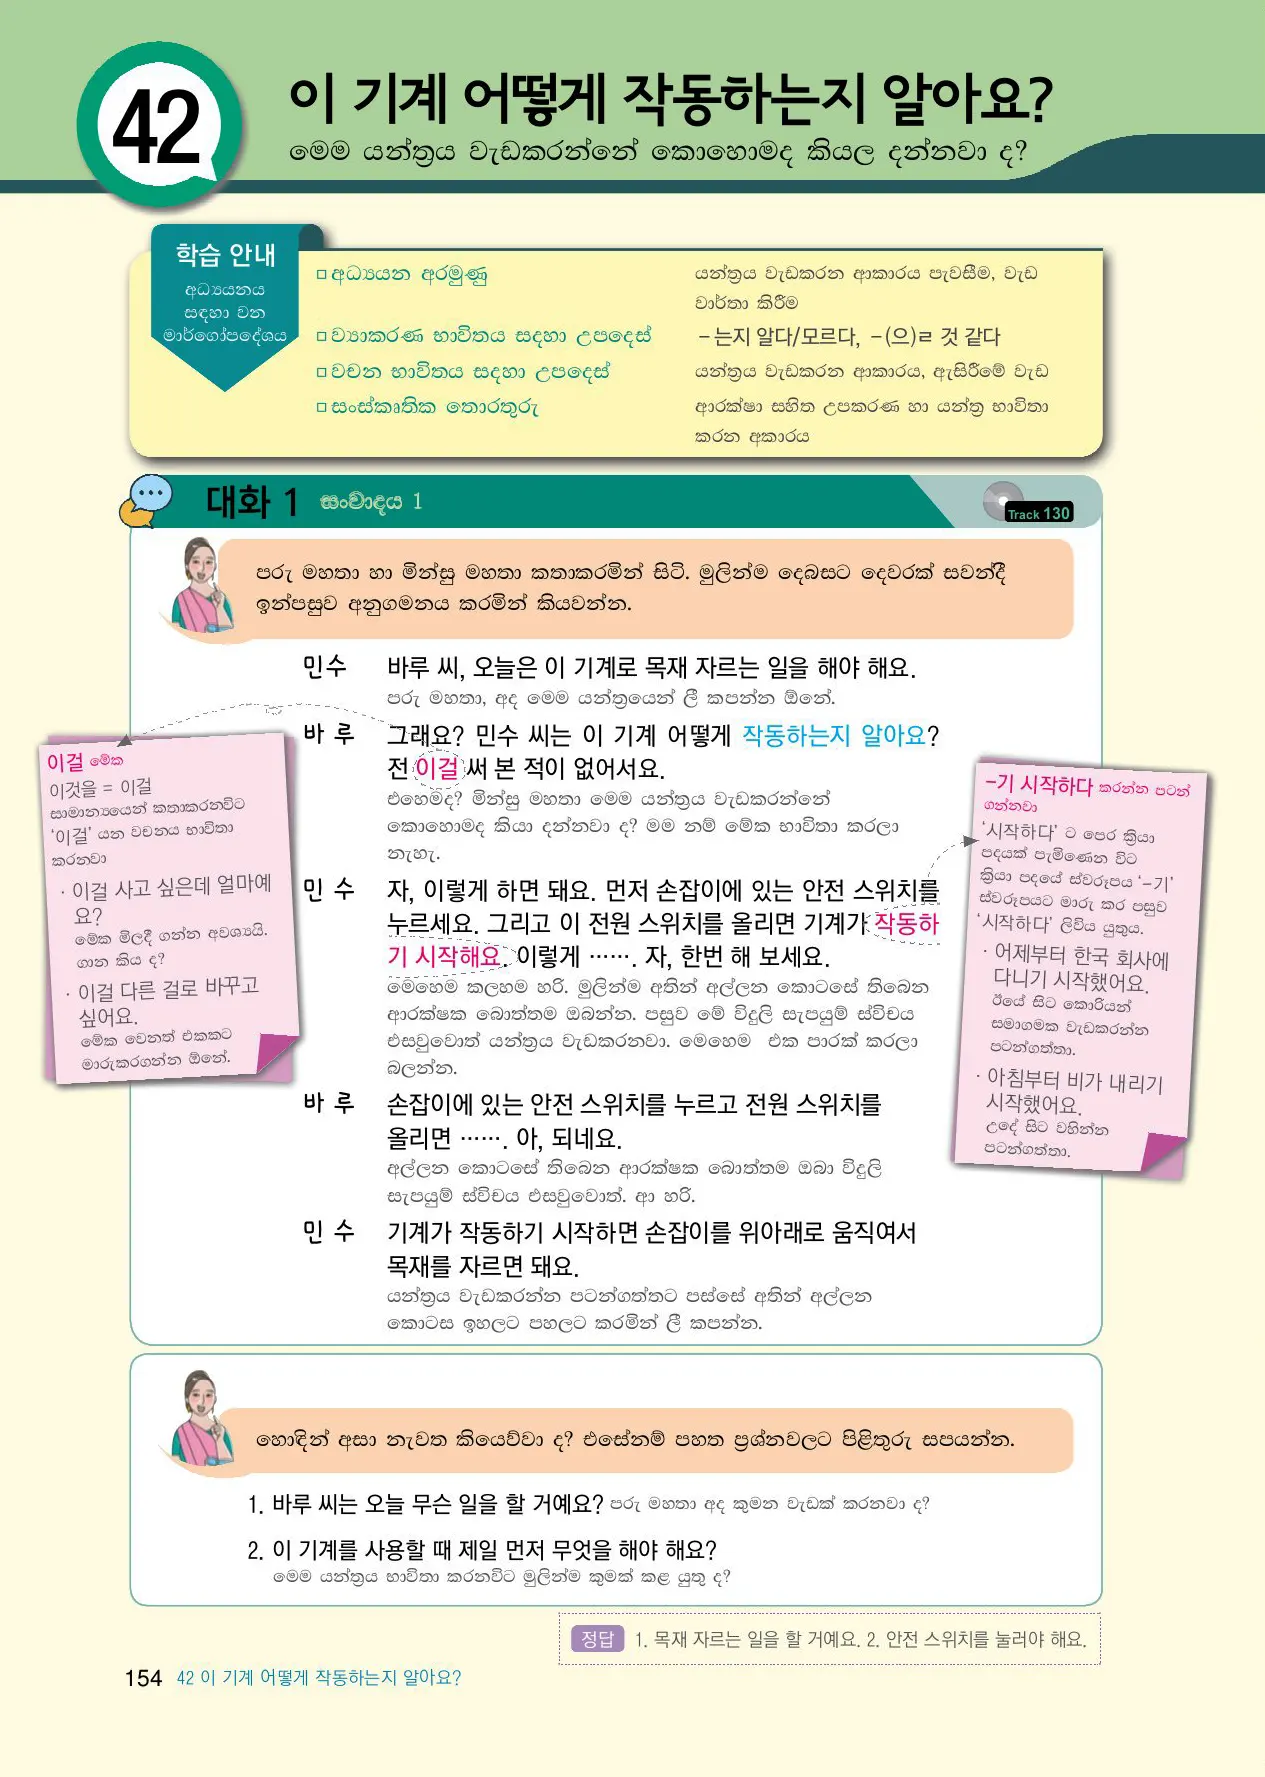 42
이 기계 어떻게 작동하는지 알아요?
මෙම යන්ත්‍රය වැඩකරන්නේ කොහොමද කියල දන්නවා ද?
학습 안내
අධ්‍යයනය
සඳහා වන
මාර්ගෝපදේශය
□ අධ්‍යයන අරමුණු
යන්ත්‍රය වැඩකරන ආකාරය පැවසීම, වැඩ
වාර්තා කිරීම
□ ව්‍යාකරණ භාවිතය සඳහා උපදෙස්
-는지 알다/모르다, -(으)ㄹ 것 같다
□ වචන භාවිතය සඳහා උපදෙස්
යන්ත්‍රය වැඩකරන ආකාරය, ඇසිරීමේ වැඩ
□ සංස්කෘතික තොරතුරු
ආරක්ෂා සහිත උපකරණ හා යන්ත්‍ර භාවිතා
කරන අකාරය
대화 1 සංවාදය 1
Track 130
පරු මහතා හා මින්සු මහතා කතාකරමින් සිටි. මුලින්ම දෙබසට දෙවරක් සවන්දී
ඉන්පසුව අනුගමනය කරමින් කියවන්න.
민수 바루 씨, 오늘은 이 기계로 목재 자르는 일을 해야 해요.
පරු මහතා, අද මෙම යන්ත්‍රයෙන් ලී කපන්න ඕනේ.
바 루 그래요? 민수 씨는 이 기계 어떻게 작동하는지 알아요?
전 이걸 써 본 적이 없어서요.
එහෙමද? මින්සු මහතා මෙම යන්ත්‍රය වැඩකරන්නේ
කොහොමද කියා දන්නවා ද? මම නම් මේක භාවිතා කරලා
නැහැ.
민 수 자, 이렇게 하면 돼요. 먼저 손잡이에 있는 안전 스위치를
누르세요. 그리고 이 전원 스위치를 올리면 기계가 작동하
기 시작해요. 이렇게 ……. 자, 한번 해 보세요.
මෙහෙම කලහම හරි. මුලින්ම අතින් අල්ලන කොටසේ තිබෙන
ආරක්ෂක බොත්තම ඔබන්න. පසුව මේ විදුලි සැපයුම් ස්විචය
එසවුවොත් යන්ත්‍රය වැඩකරනවා. මෙහෙම එක පාරක් කරලා
බලන්න.
바 루 손잡이에 있는 안전 스위치를 누르고 전원 스위치를
올리면 ……. 아, 되네요.
අල්ලන කොටසේ තිබෙන ආරක්ෂක බොත්තම ඔබා විදුලි
සැපයුම් ස්විචය එසවුවොත්. ආ හරි.
민 수 기계가 작동하기 시작하면 손잡이를 위아래로 움직여서
목재를 자르면 돼요.
යන්ත්‍රය වැඩකරන්න පටන්ගත්තට පස්සේ අතින් අල්ලන
කොටස ඉහලට පහලට කරමින් ලී කපන්න.
이걸 මේක
이것을 = 이걸
සාමාන්‍යයෙන් කතාකරනවිට
‘이걸’ යන වචනය භාවිතා
කරනවා
· 이걸 사고 싶은데 얼마예
요?
මේක මිලදී ගන්න අවශ්‍යයි.
ගාන කිය ද?
· 이걸 다른 걸로 바꾸고
싶어요.
මේක වෙනත් එකකට
මාරුකරගන්න ඕනේ.
-기 시작하다 කරන්න පටන්
ගන්නවා
‘시작하다’ ට පෙර ක්‍රියා
පදයක් පැමිණෙන විට
ක්‍රියා පදයේ ස්වරූපය ‘-기’
ස්වරූපයට මාරු කර පසුව
‘시작하다’ ලිවිය යුතුය.
· 어제부터 한국 회사에
다니기 시작했어요.
ඊයේ සිට කොරියන්
සමාගමක වැඩකරන්න
පටන්ගත්තා.
· 아침부터 비가 내리기
시작했어요.
උදේ සිට වහින්න
පටන්ගත්තා.
හොඳින් අසා නැවත කියෙව්වා ද? එසේනම් පහත ප්‍රශ්නවලට පිළිතුරු සපයන්න.
1. 바루 씨는 오늘 무슨 일을 할 거예요? පරු මහතා අද කුමන වැඩක් කරනවා ද?
2. 이 기계를 사용할 때 제일 먼저 무엇을 해야 해요?
මෙම යන්ත්‍රය භාවිතා කරනවිට මුලින්ම කුමක් කළ යුතු ද?
정답 1. 목재 자르는 일을 할 거예요. 2. 안전 스위치를 눌러야 해요.
154 42 이 기계 어떻게 작동하는지 알아요?